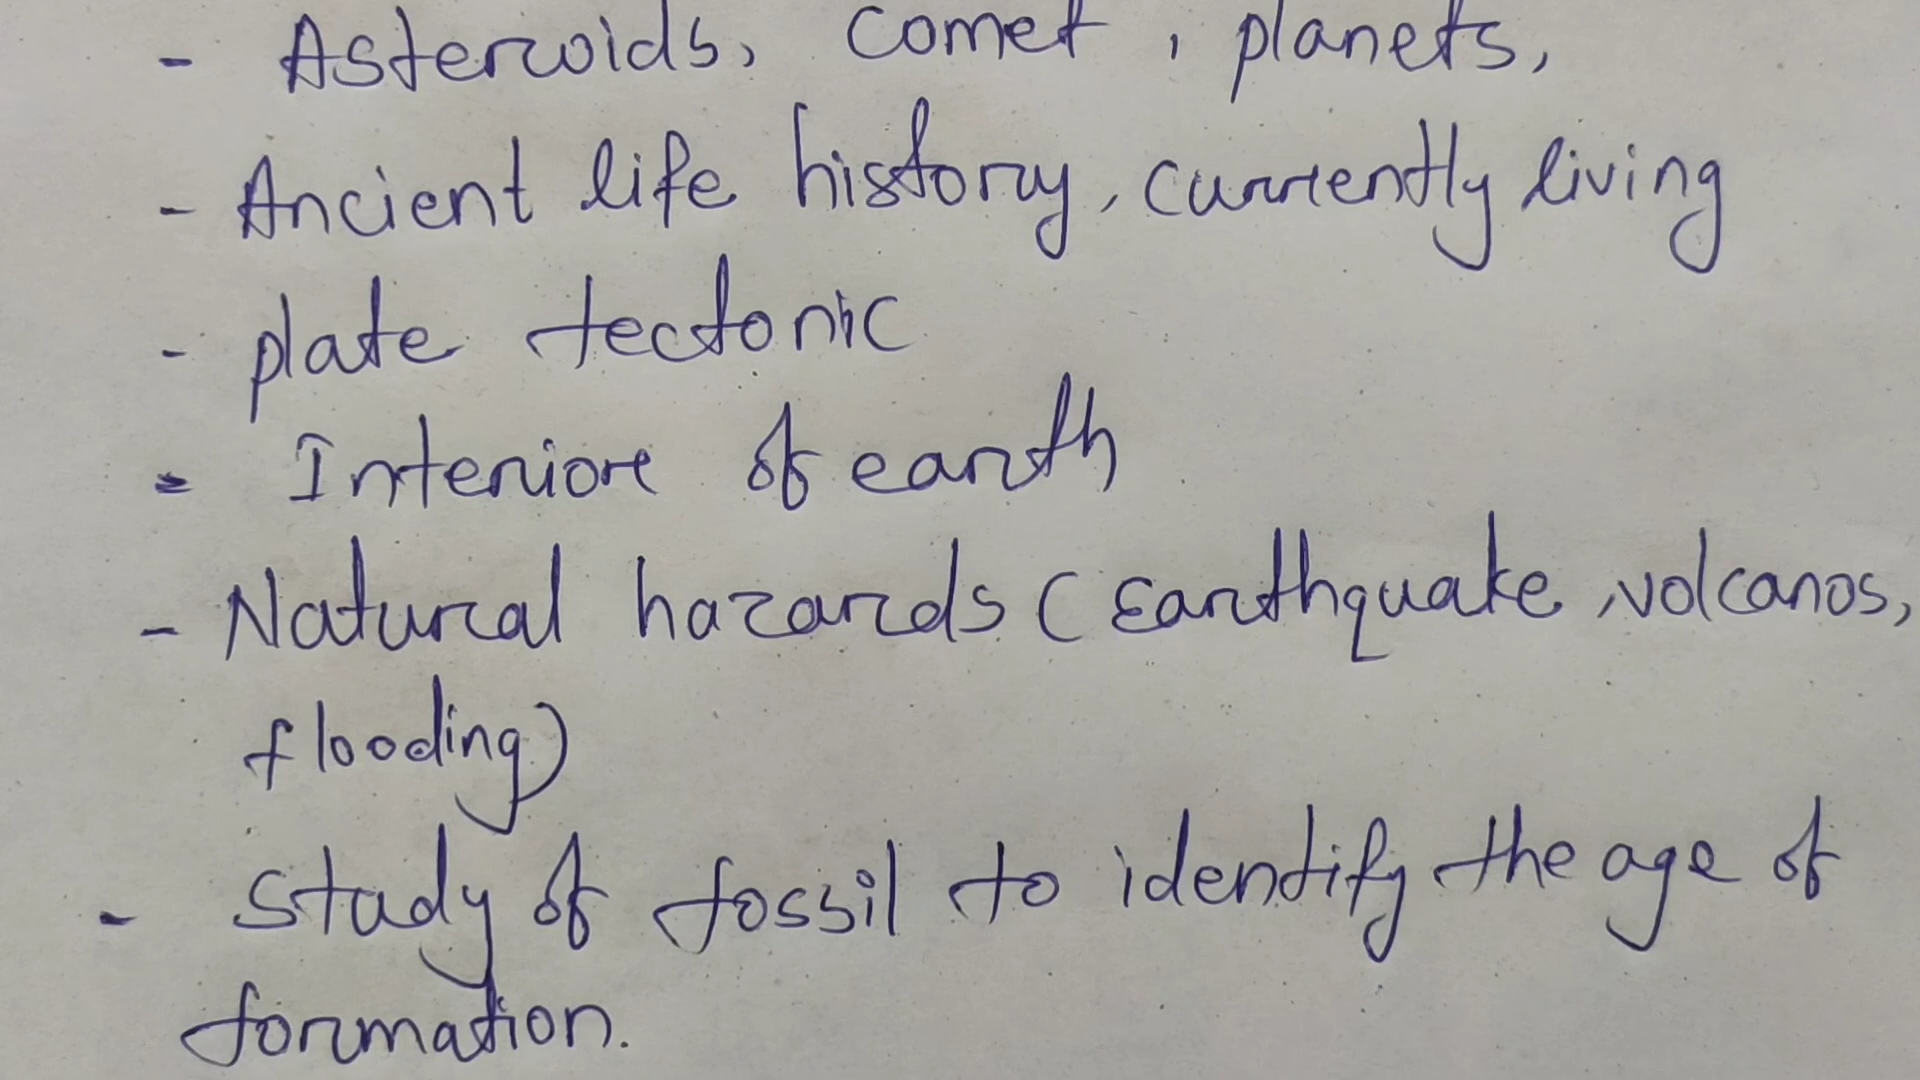 - Asteroids, comet, planets,
- Ancient life history, currently living
- plate tectonic
- Interiore of earth
- Natural hazards (Earthquake, volcanos,
flooding)
- Study of fossil to identify the age of
formation.